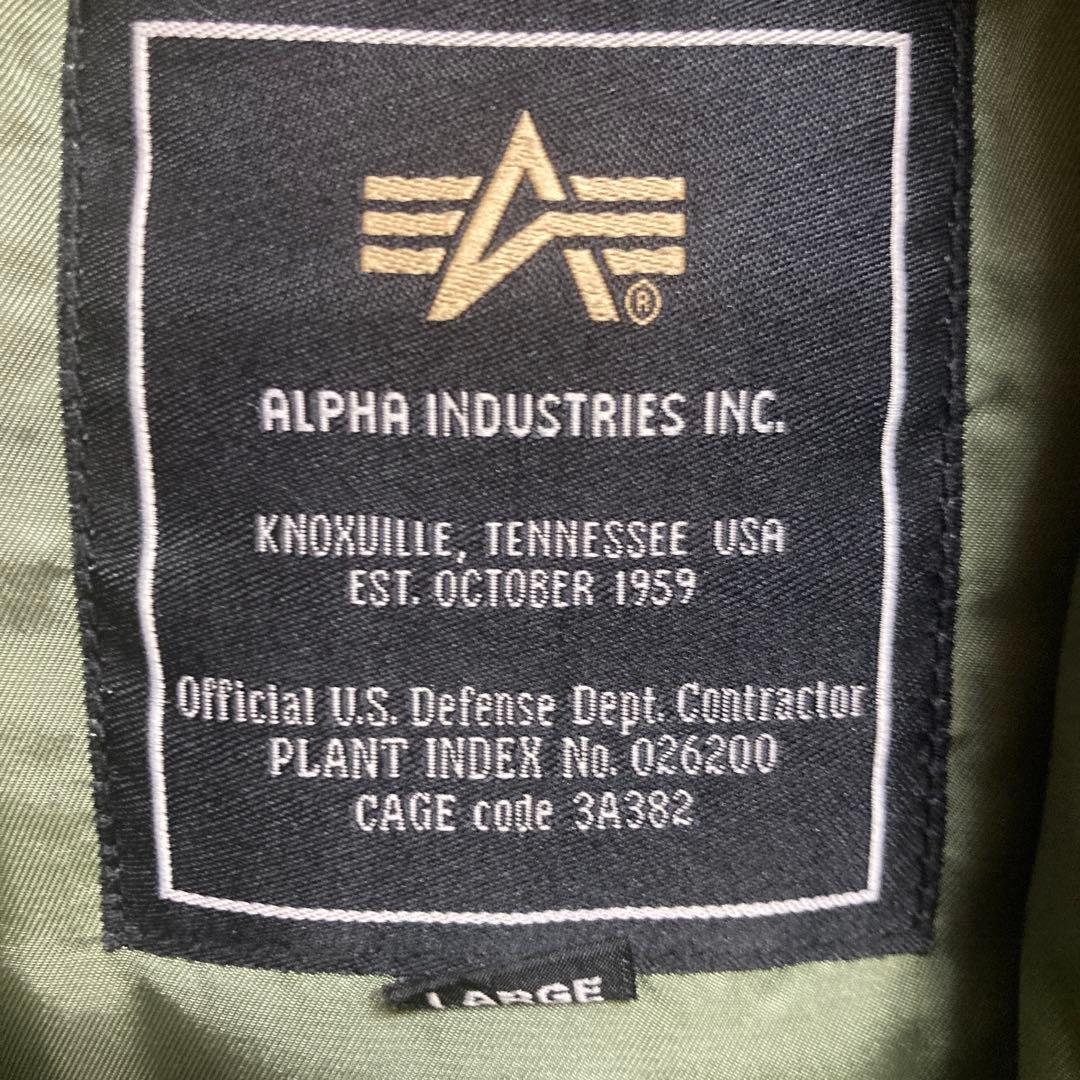 ®
ALPHA INDUSTRIES INC.
KNOXVILLE, TENNESSEE USA
EST. OCTOBER 1959
Official U.S. Defense Dept. Contractor
PLANT INDEX No. 026200
CAGE code 3A382
LARGE